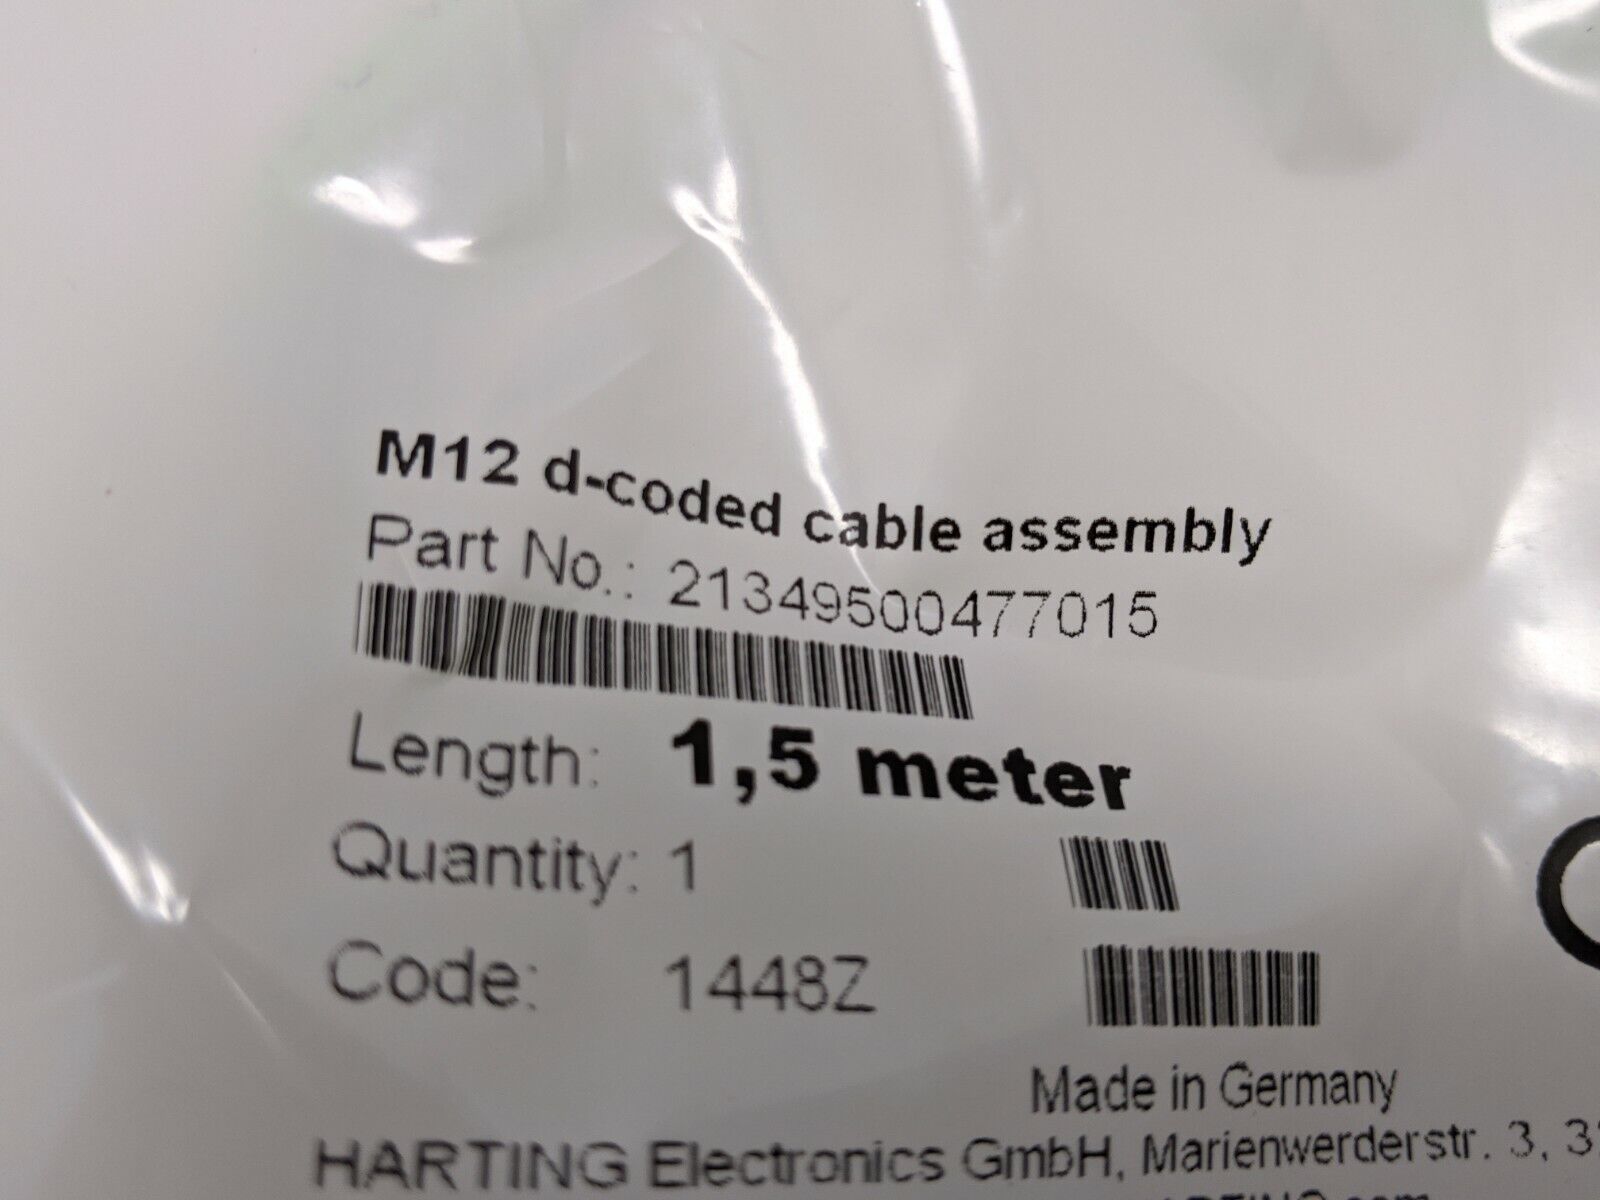 M12 d-coded cable assembly
Part No.: 21349500477015
Length: 1,5 meter
Quantity: 1
Code: 1448Z
Made in Germany
HARTING Electronics GmbH, Marienwerderstr. 3,